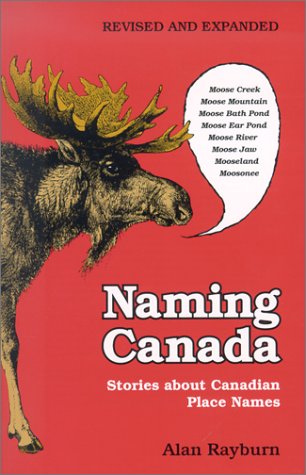 REVISED AND EXPANDED
Moose Creek
Moose Mountain
Moose Bath Pond
Moose Ear Pond
Moose River
Moose Jaw
Mooseland
Moosonee
Naming
Canada
Stories about Canadian
Place Names
Alan Rayburn